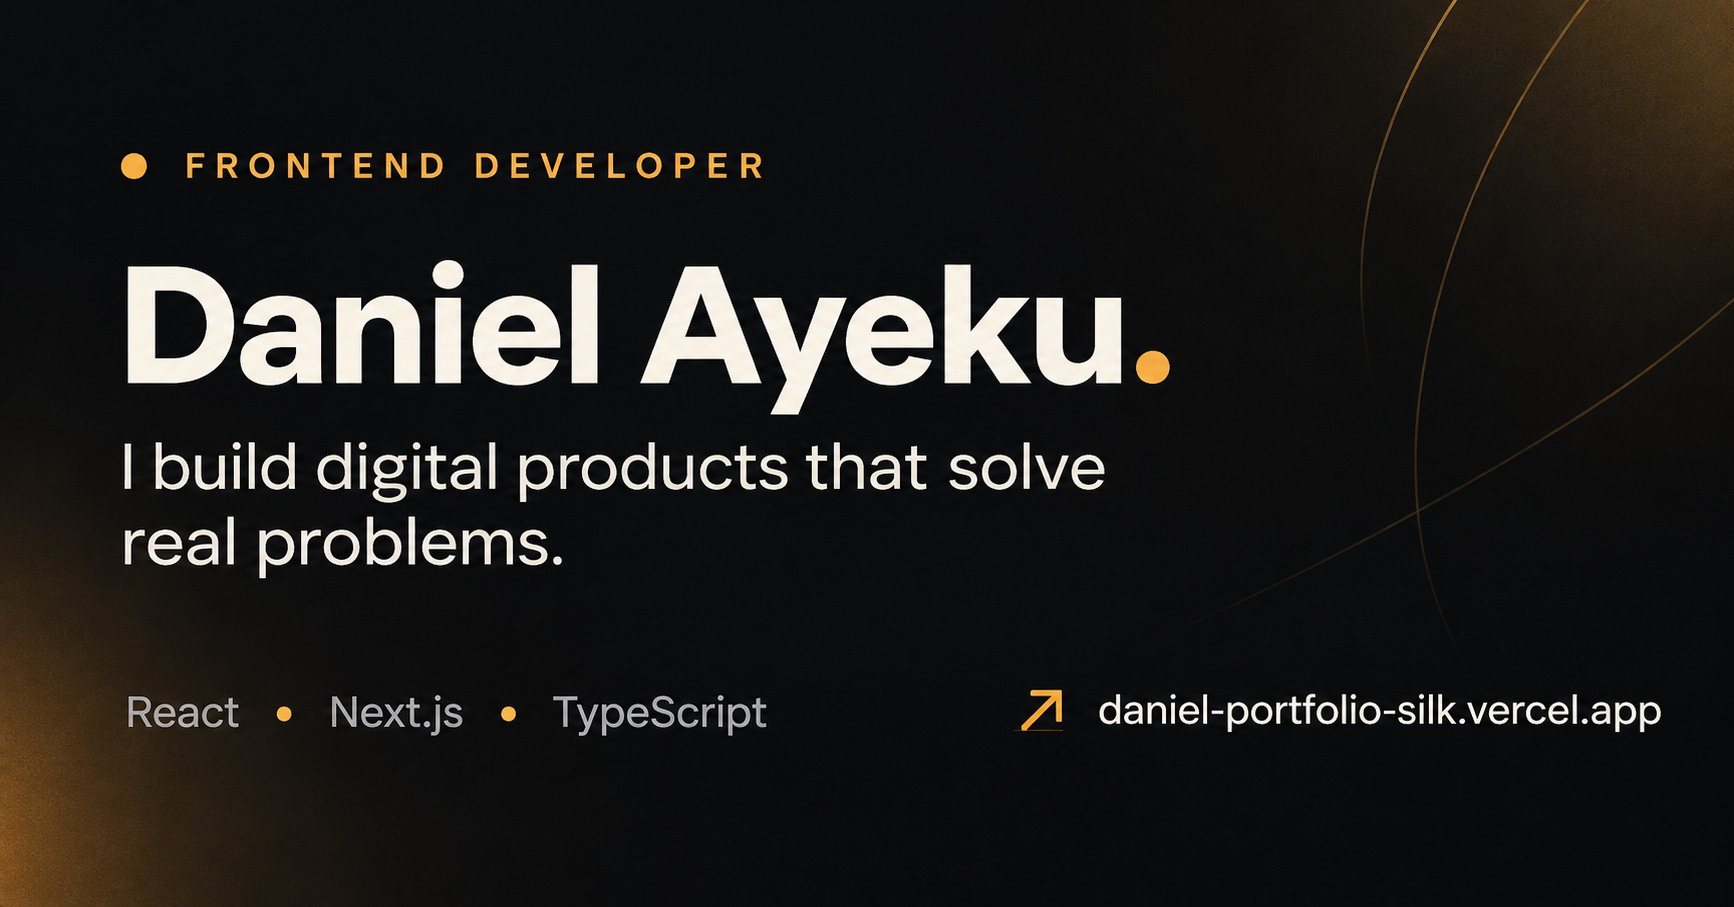 FRONTEND DEVELOPER
Daniel Ayeku.
I build digital products that solve
real problems.
React • Next.js • TypeScript
daniel-portfolio-silk.vercel.app